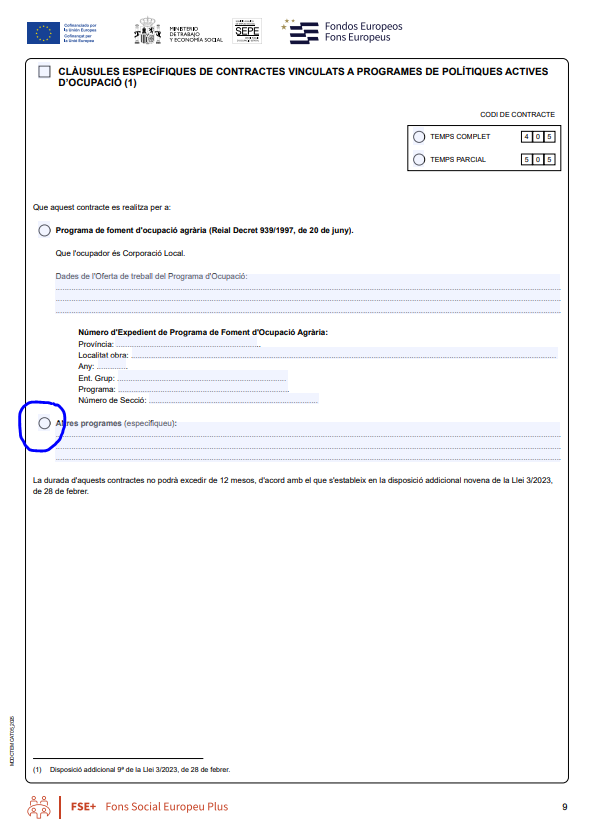 Cofinanciado por
la Unión Europea
Cofinançat per
la Unió Europea
MINISTERIO
DE TRABAJO
Y ECONOMÍA SOCIAL
SEPE
Fondos Europeos
Fons Europeus
CLÀUSULES ESPECÍFIQUES DE CONTRACTES VINCULATS A PROGRAMES DE POLÍTIQUES ACTIVES
D'OCUPACIÓ (1)
CODI DE CONTRACTE
TEMPS COMPLET 4 0 5
TEMPS PARCIAL 5 0 5
Que aquest contracte es realitza per a:
Programa de foment d'ocupació agrària (Reial Decret 939/1997, de 20 de juny).
Que l'ocupador és Corporació Local.
Dades de l'Oferta de treball del Programa d'Ocupació:
Número d'Expedient de Programa de Foment d'Ocupació Agrària:
Província:
Localitat obra:
Any:
Ent. Grup:
Programa:
Número de Secció:
Altres programes (especifiqueu):
La durada d'aquests contractes no podrà excedir de 12 mesos, d'acord amb el que s'estableix en la disposició addicional novena de la Llei 3/2023,
de 28 de febrer.
(1) Disposició addicional 9ª de la Llei 3/2023, de 28 de febrer.
FSE+ Fons Social Europeu Plus
9